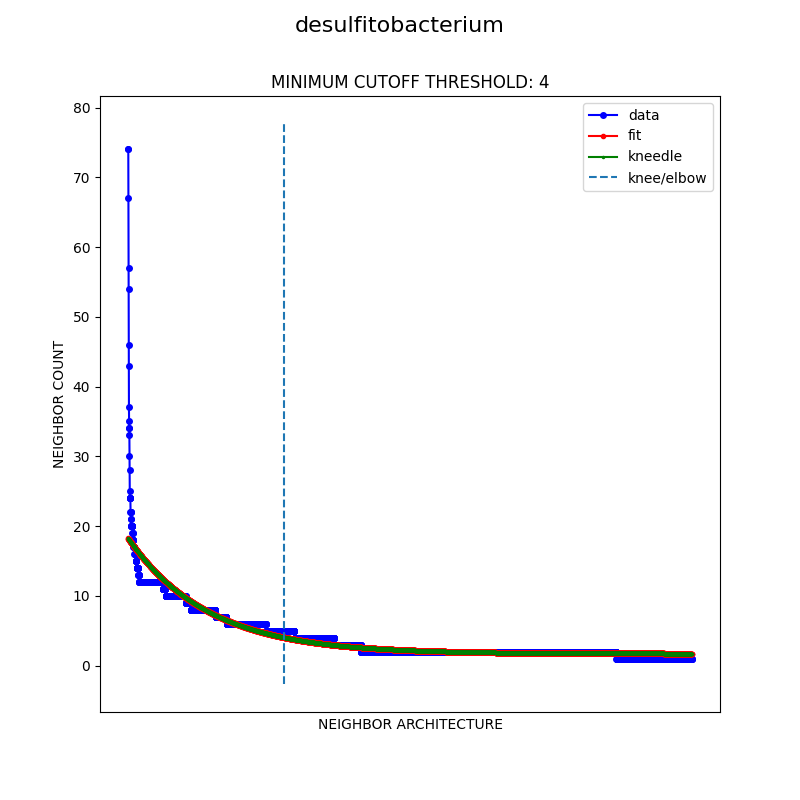 desulfitobacterium
MINIMUM CUTOFF THRESHOLD: 4
data
fit
kneedle
knee/elbow
80
70
60
50
40
30
20
10
0
NEIGHBOR COUNT
NEIGHBOR ARCHITECTURE